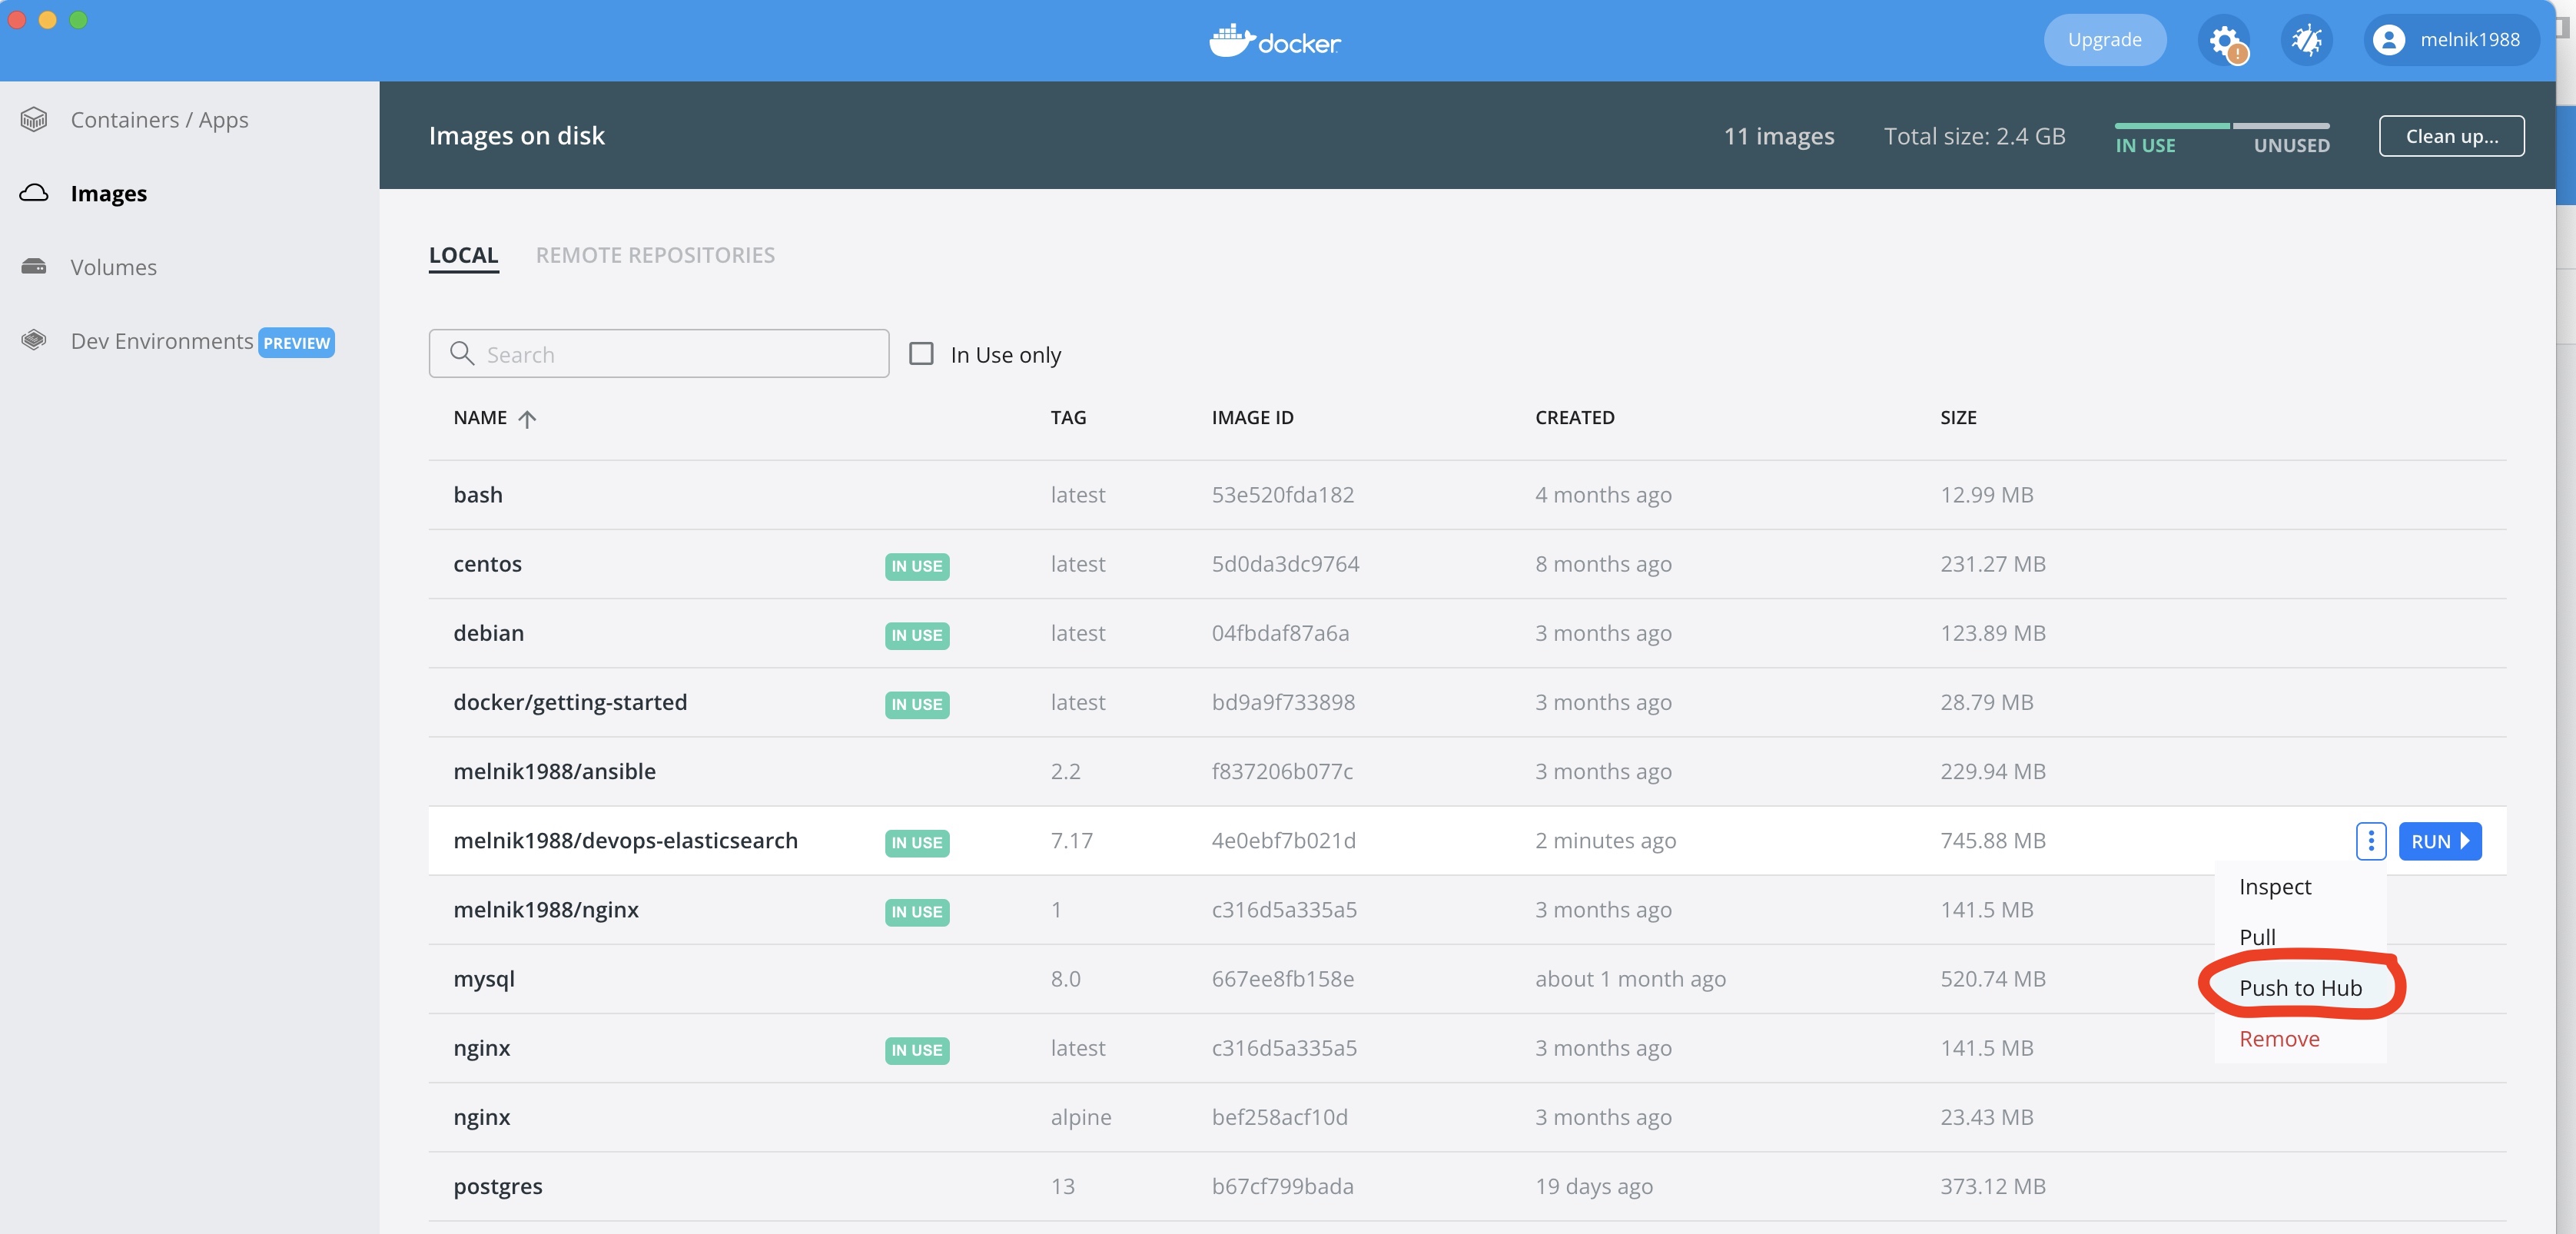 docker
Upgrade
melnik1988
Containers / Apps
Images
Volumes
Dev Environments PREVIEW
Images on disk
11 images
Total size: 2.4 GB
IN USE
UNUSED
Clean up...
LOCAL
REMOTE REPOSITORIES
Search
In Use only
NAME TAG IMAGE ID CREATED SIZE
bash latest 53e520fda182 4 months ago 12.99 MB
centos IN USE latest 5d0da3dc9764 8 months ago 231.27 MB
debian IN USE latest 04fbdaf87a6a 3 months ago 123.89 MB
docker/getting-started IN USE latest bd9a9f733898 3 months ago 28.79 MB
melnik1988/ansible 2.2 f837206b077c 3 months ago 229.94 MB
melnik1988/devops-elasticsearch IN USE 7.17 4e0ebf7b021d 2 minutes ago 745.88 MB RUN
Inspect
melnik1988/nginx IN USE 1 c316d5a335a5 3 months ago 141.5 MB
Pull
mysql 8.0 667ee8fb158e about 1 month ago 520.74 MB
Push to Hub
Remove
nginx IN USE latest c316d5a335a5 3 months ago 141.5 MB
nginx alpine bef258acf10d 3 months ago 23.43 MB
postgres 13 b67cf799bada 19 days ago 373.12 MB